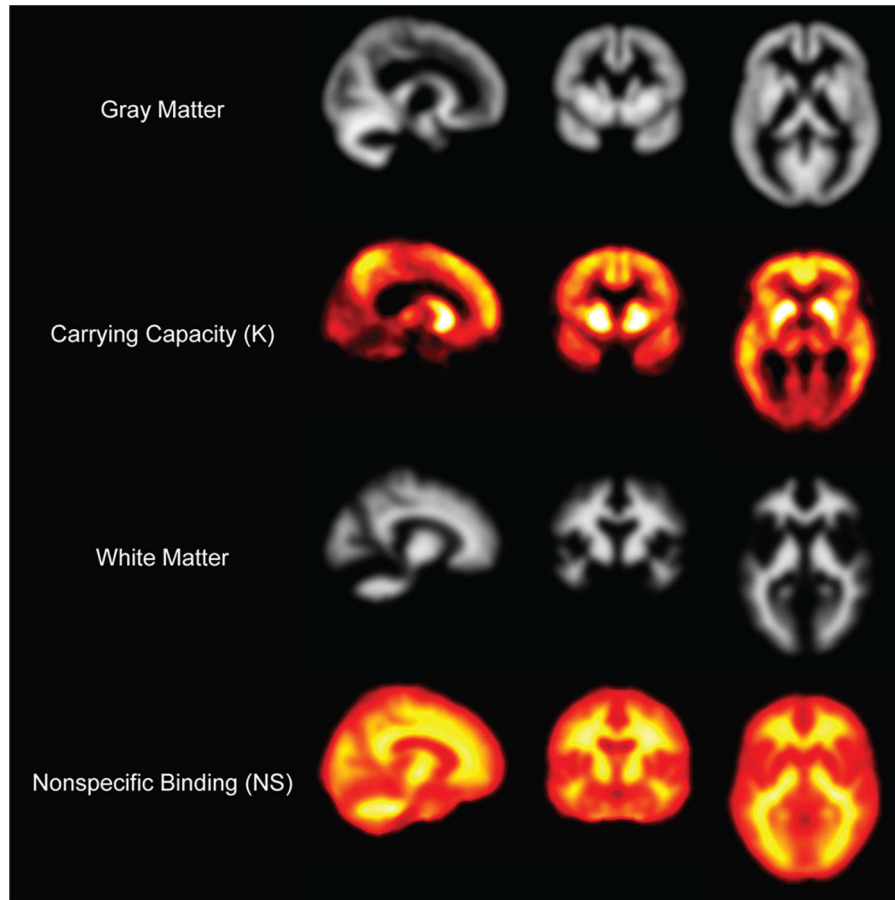 Gray Matter
Carrying Capacity (K)
White Matter
Nonspecific Binding (NS)